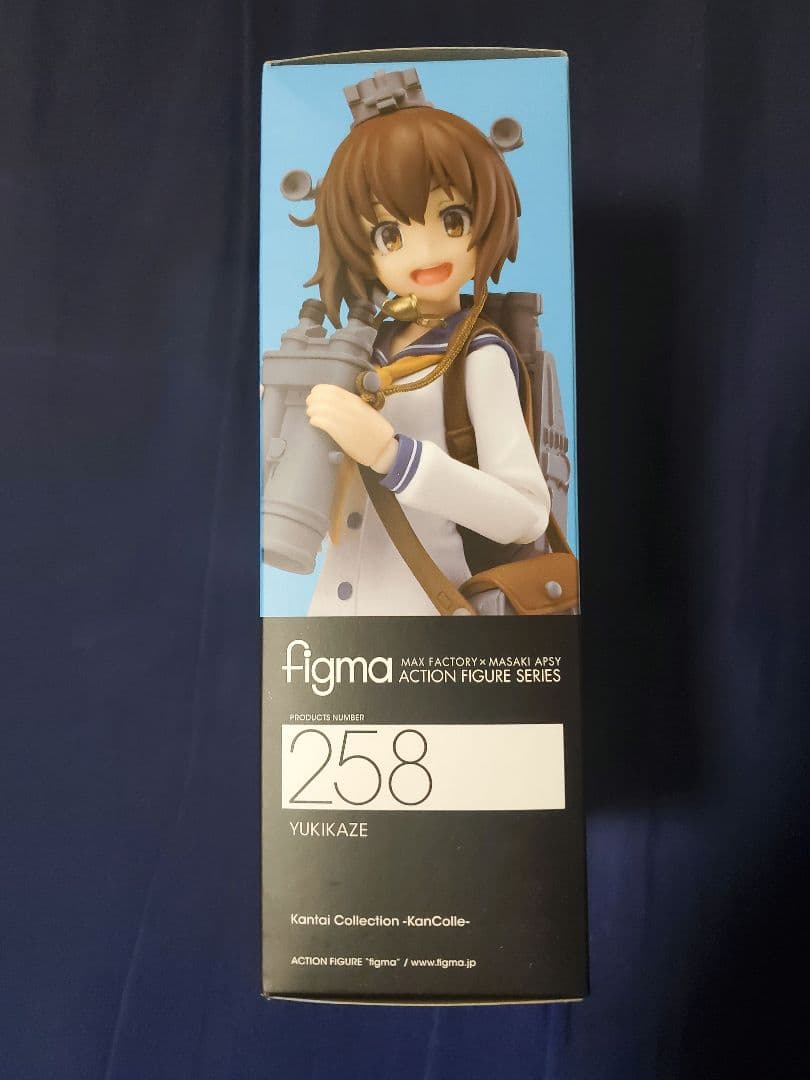 figma
MAX FACTORY × MASAKI APSY
ACTION FIGURE SERIES
PRODUCTS NUMBER
258
YUKIKAZE
Kantai Collection -KanColle-
ACTION FIGURE "figma" / www.figma.jp